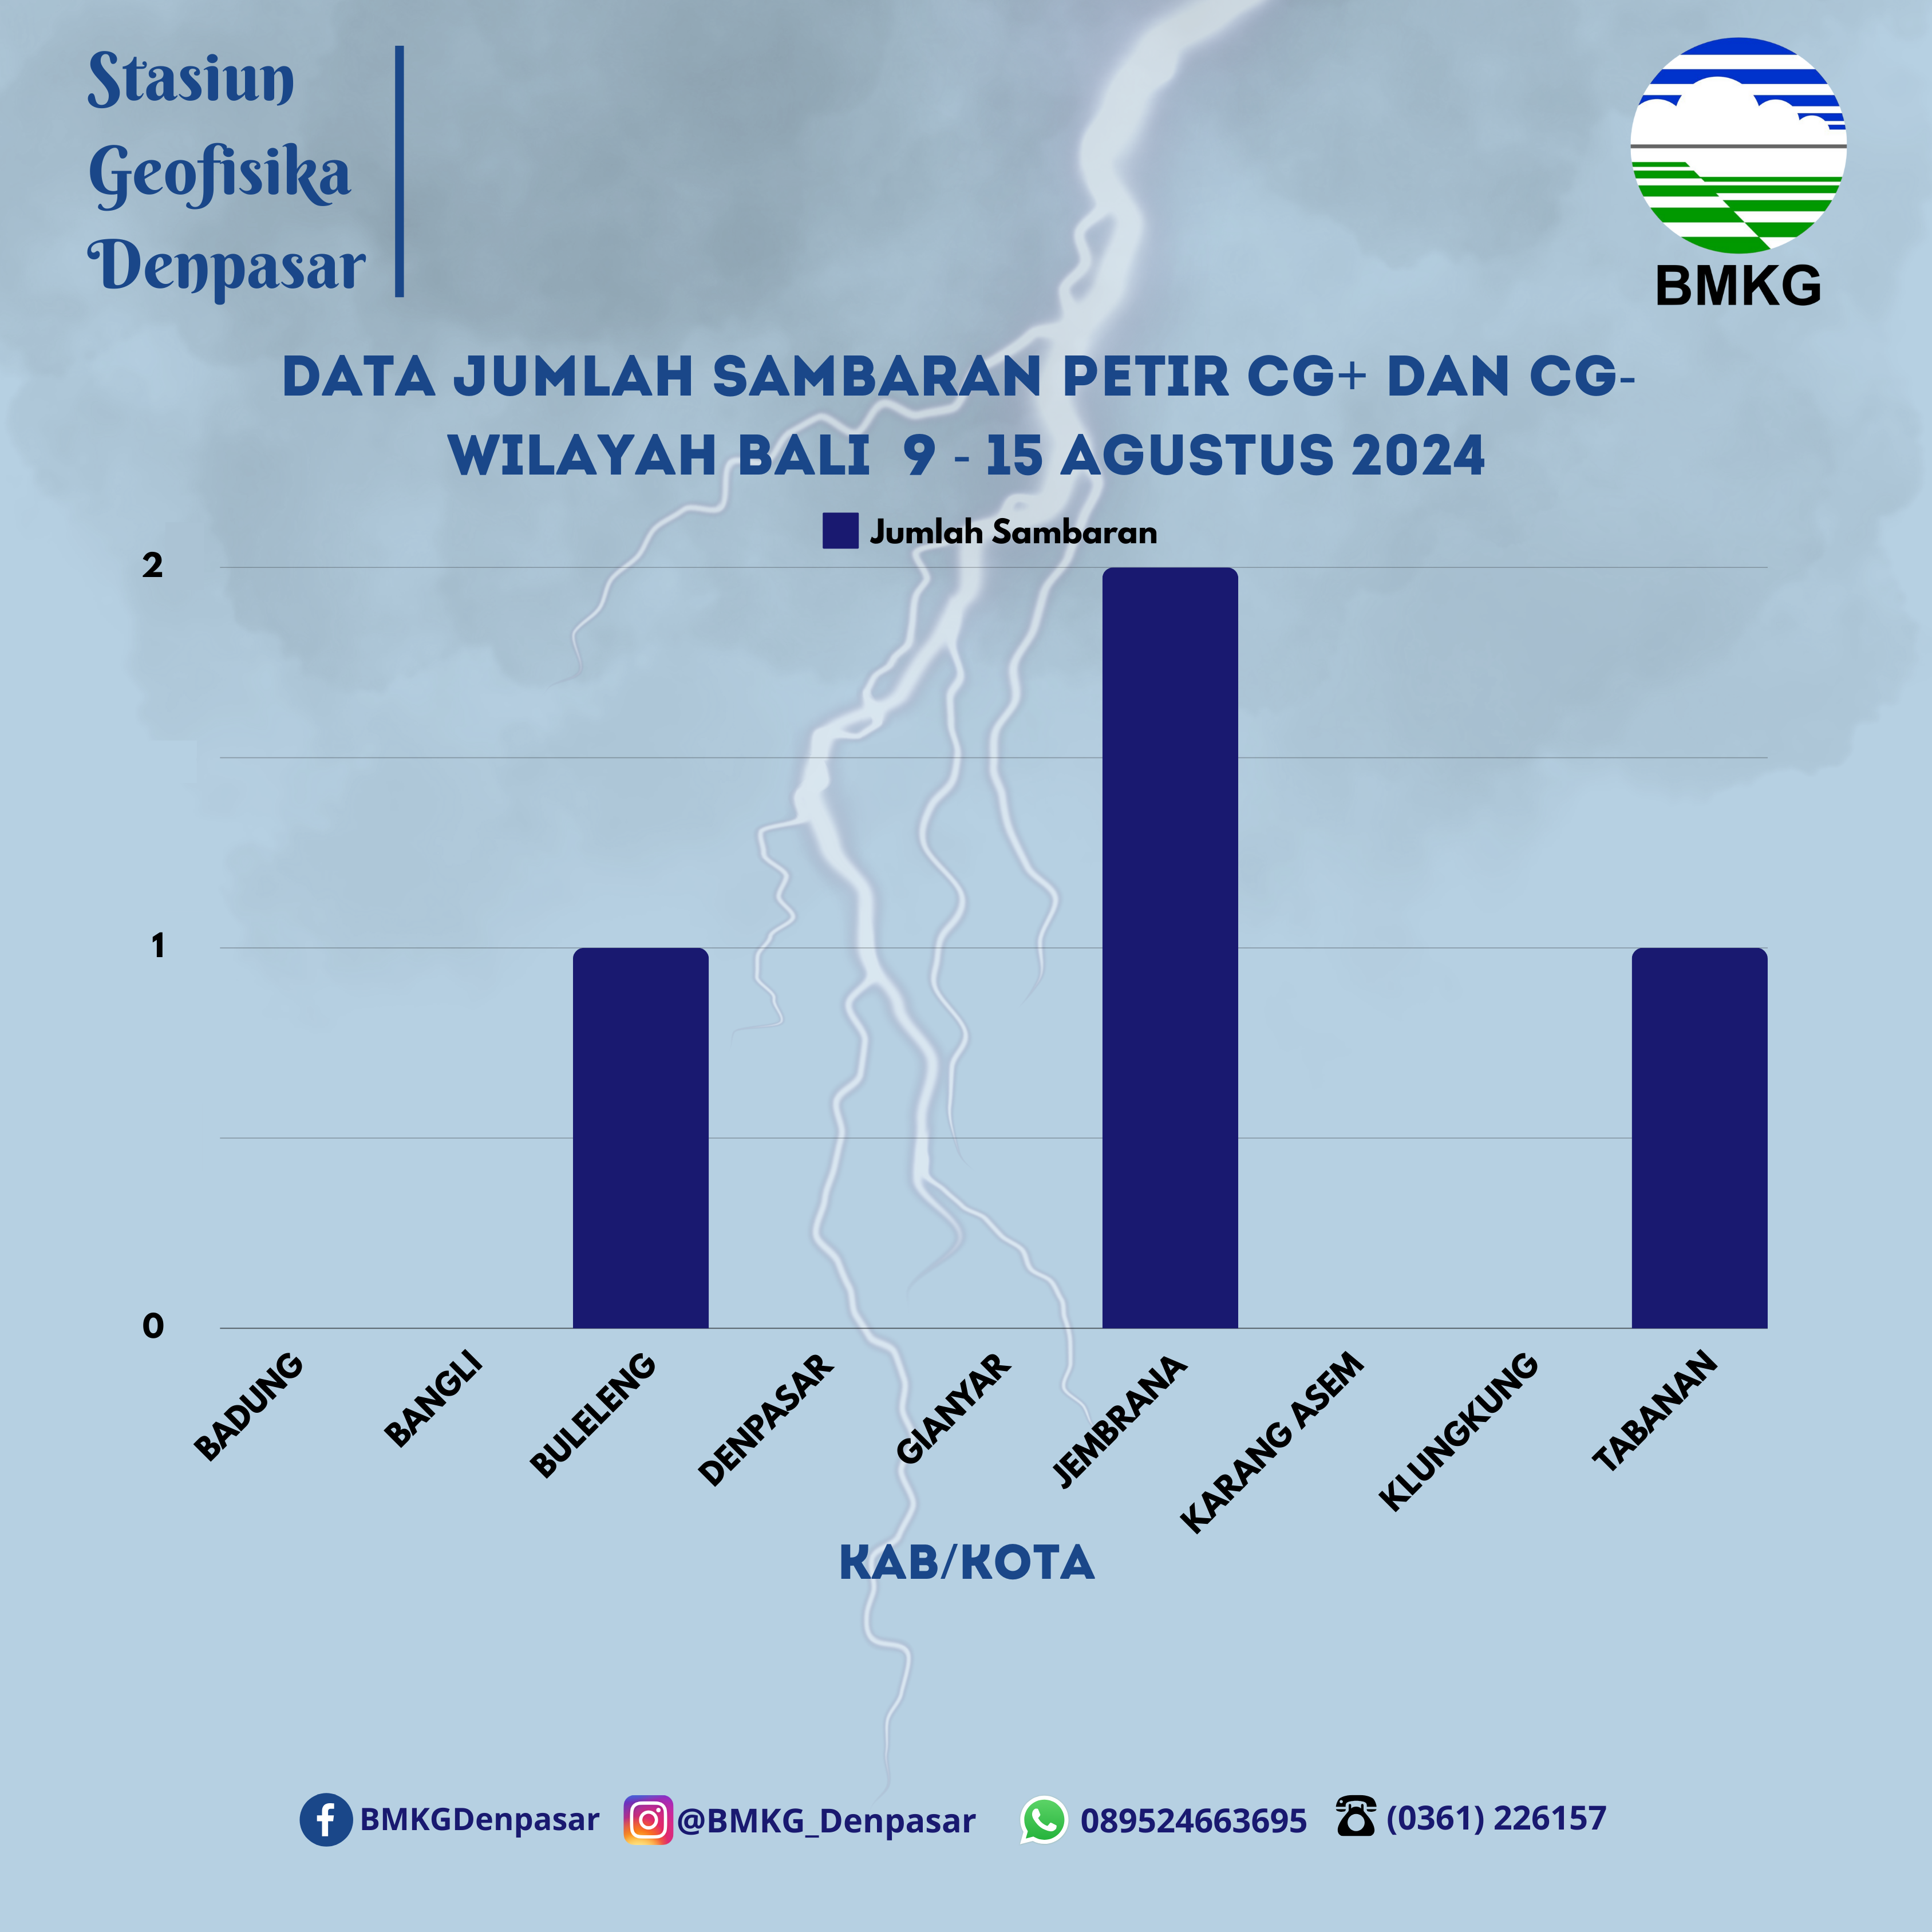 Stasiun
Geofisika
Denpasar
BMKG
DATA JUMLAH SAMBARAN PETIR CG+ DAN CG-
WILAYAH BALI 9 - 15 AGUSTUS 2024
Jumlah Sambaran
2
1
0
BADUNG
BANGLI
BULELENG
DENPASAR
GIANYAR
JEMBRANA
KARANG ASEM
KLUNGKUNG
TABANAN
KAB/KOTA
BMKGDenpasar
@BMKG_Denpasar
089524663695
(0361) 226157